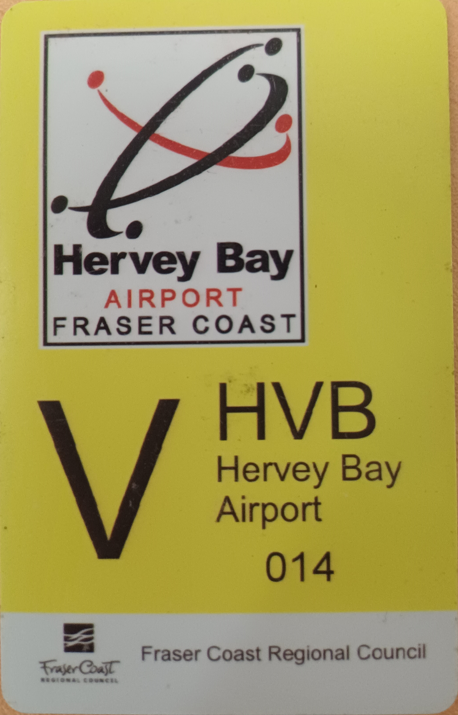 Hervey Bay
AIRPORT
FRASER COAST
V
HVB
Hervey Bay
Airport
014
Fraser Coast
REGIONAL COUNCIL
Fraser Coast Regional Council